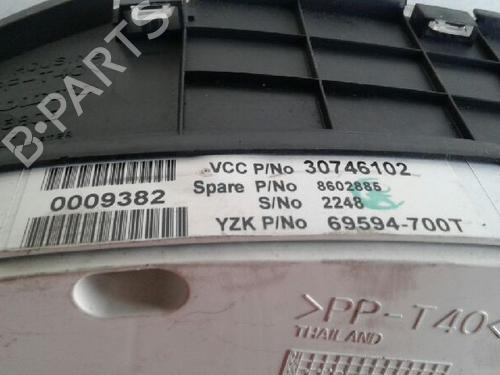 VCC P/No 30746102
Spare P/No 8602885
0009382
S/No 2248
YZK P/No 69594-700T
>PP-T40<
THAILAND
B-PARTS